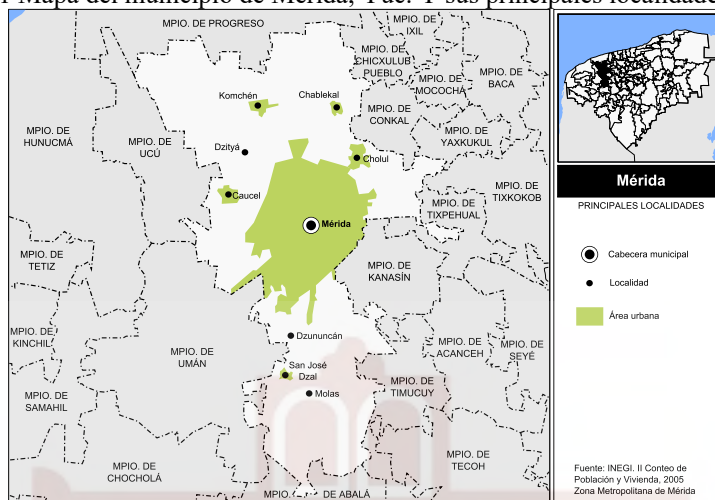 Mapa del municipio de Mérida, Yuc. Y sus principales localidades
MPIO. DE PROGRESO
MPIO. DE
IXIL
MPIO. DE
CHICXULUB
PUEBLO
MPIO. DE
MOCOCHÁ
MPIO. DE
BACA
Komchén
Chablekal
MPIO. DE
CONKAL
MPIO. DE
HUNUCMÁ
MPIO. DE
UCÚ
Dzityá
Cholul
MPIO. DE
YAXKUKUL
Caucel
MPIO. DE
TIXPEHUAL
MPIO. DE
TIXKOKOB
Mérida
MPIO. DE
TETIZ
MPIO. DE
KANASÍN
MPIO. DE
KINCHIL
Dzununcán
MPIO. DE
UMÁN
MPIO. DE
ACANCEH
MPIO. DE
SEYÉ
San José
Dzal
MPIO. DE
SAMAHIL
Molas
MPIO. DE
TIMUCUY
MPIO. DE
CHOCHOLÁ
MPIO. DE
TECOH
MPIO. DE ABALÁ
Mérida
PRINCIPALES LOCALIDADES
Cabecera municipal
Localidad
Área urbana
Fuente: INEGI. II Conteo de
Población y Vivienda, 2005
Zona Metropolitana de Mérida